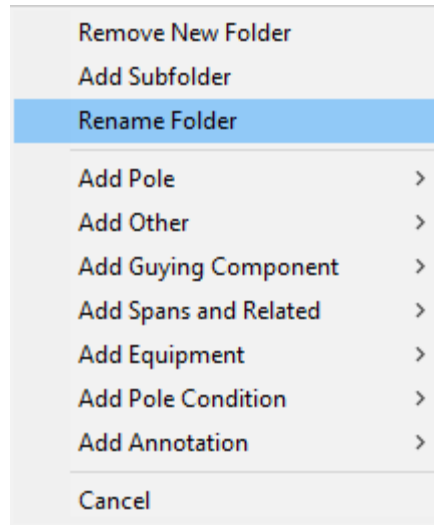 Remove New Folder
Add Subfolder
Rename Folder
Add Pole
Add Other
Add Guying Component
Add Spans and Related
Add Equipment
Add Pole Condition
Add Annotation
Cancel